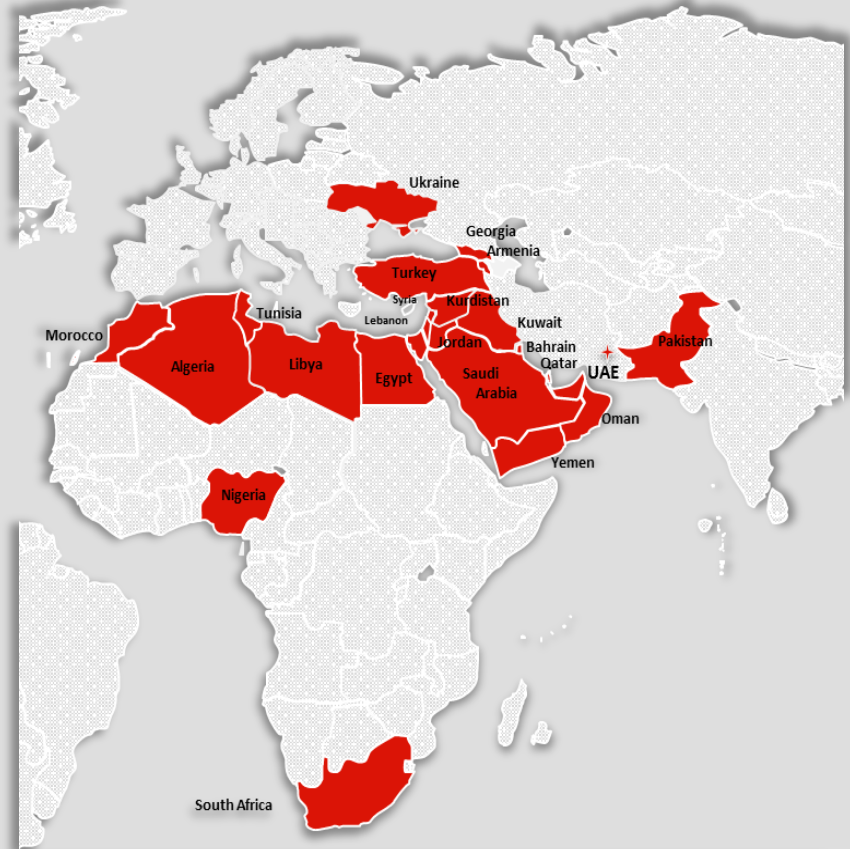 Ukraine
Georgia
Armenia
Turkey
Syria
Kurdistan
Tunisia
Lebanon
Kuwait
Morocco
Jordan
Bahrain
Pakistan
Algeria
Libya
Qatar
Egypt
Saudi
Arabia
UAE
Oman
Yemen
Nigeria
South Africa